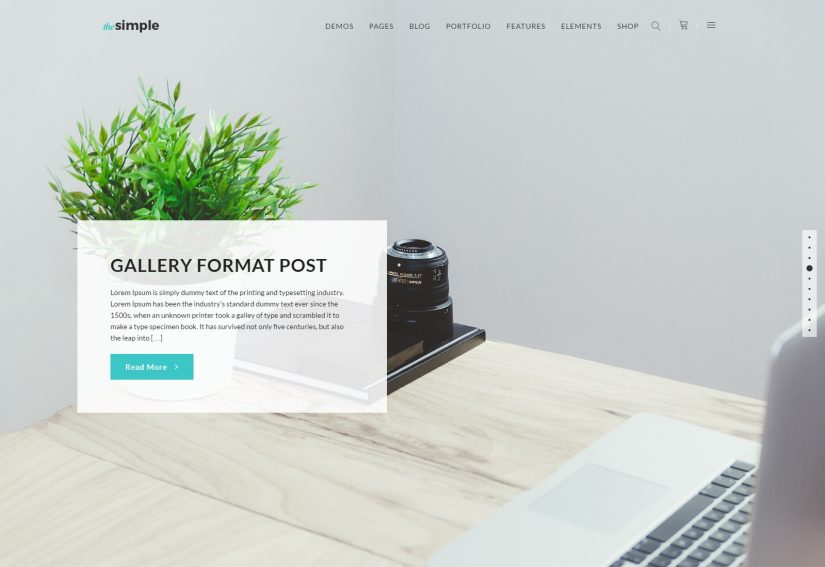 thesimple
DEMOS PAGES BLOG PORTFOLIO FEATURES ELEMENTS SHOP
GALLERY FORMAT POST
Lorem Ipsum is simply dummy text of the printing and typesetting industry.
Lorem Ipsum has been the industry's standard dummy text ever since the
1500s, when an unknown printer took a galley of type and scrambled it to
make a type specimen book. It has survived not only five centuries, but also
the leap into [...]
Read More